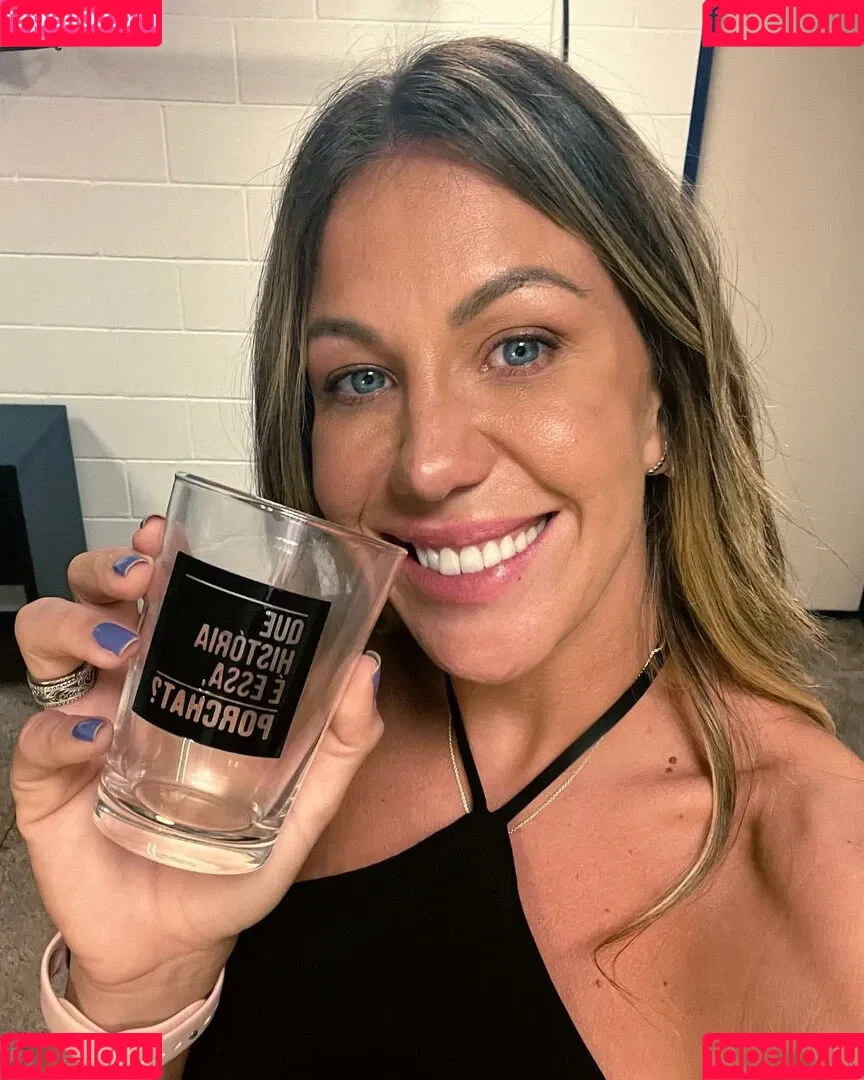 fapello.ru
fapello.ru
QUE
HISTÓRIA
É ESSA,
PORCHAT?
fapello.ru
fapello.ru